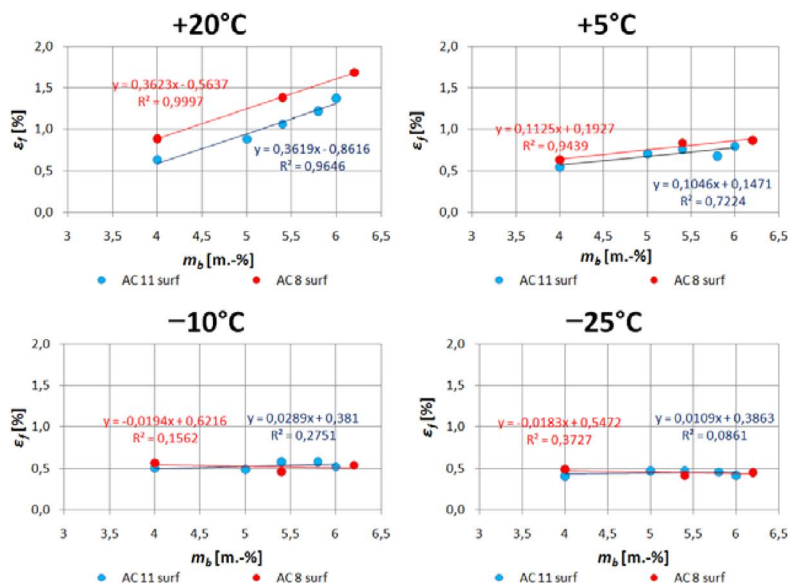 +20°C
2,0
1,5
1,0
0,5
0,0
εf [%]
y = 0,3623x - 0,5637
R² = 0,9997
y = 0,3619x - 0,8616
R² = 0,9646
3 3,5 4 4,5 5 5,5 6 6,5
mb [m.-%]
AC 11 surf AC 8 surf
+5°C
2,0
1,5
1,0
0,5
0,0
εf [%]
y = 0,1125x + 0,1927
R² = 0,9439
y = 0,1046x + 0,1471
R² = 0,7224
3 3,5 4 4,5 5 5,5 6 6,5
mb [m.-%]
AC 11 surf AC 8 surf
−10°C
2,0
1,5
1,0
0,5
0,0
εf [%]
y = -0,0194x + 0,6216
R² = 0,1562
y = 0,0289x + 0,381
R² = 0,2751
3 3,5 4 4,5 5 5,5 6 6,5
mb [m.-%]
AC 11 surf AC 8 surf
−25°C
2,0
1,5
1,0
0,5
0,0
εf [%]
y = -0,0183x + 0,5472
R² = 0,3727
y = 0,0109x + 0,3863
R² = 0,0861
3 3,5 4 4,5 5 5,5 6 6,5
mb [m.-%]
AC 11 surf AC 8 surf